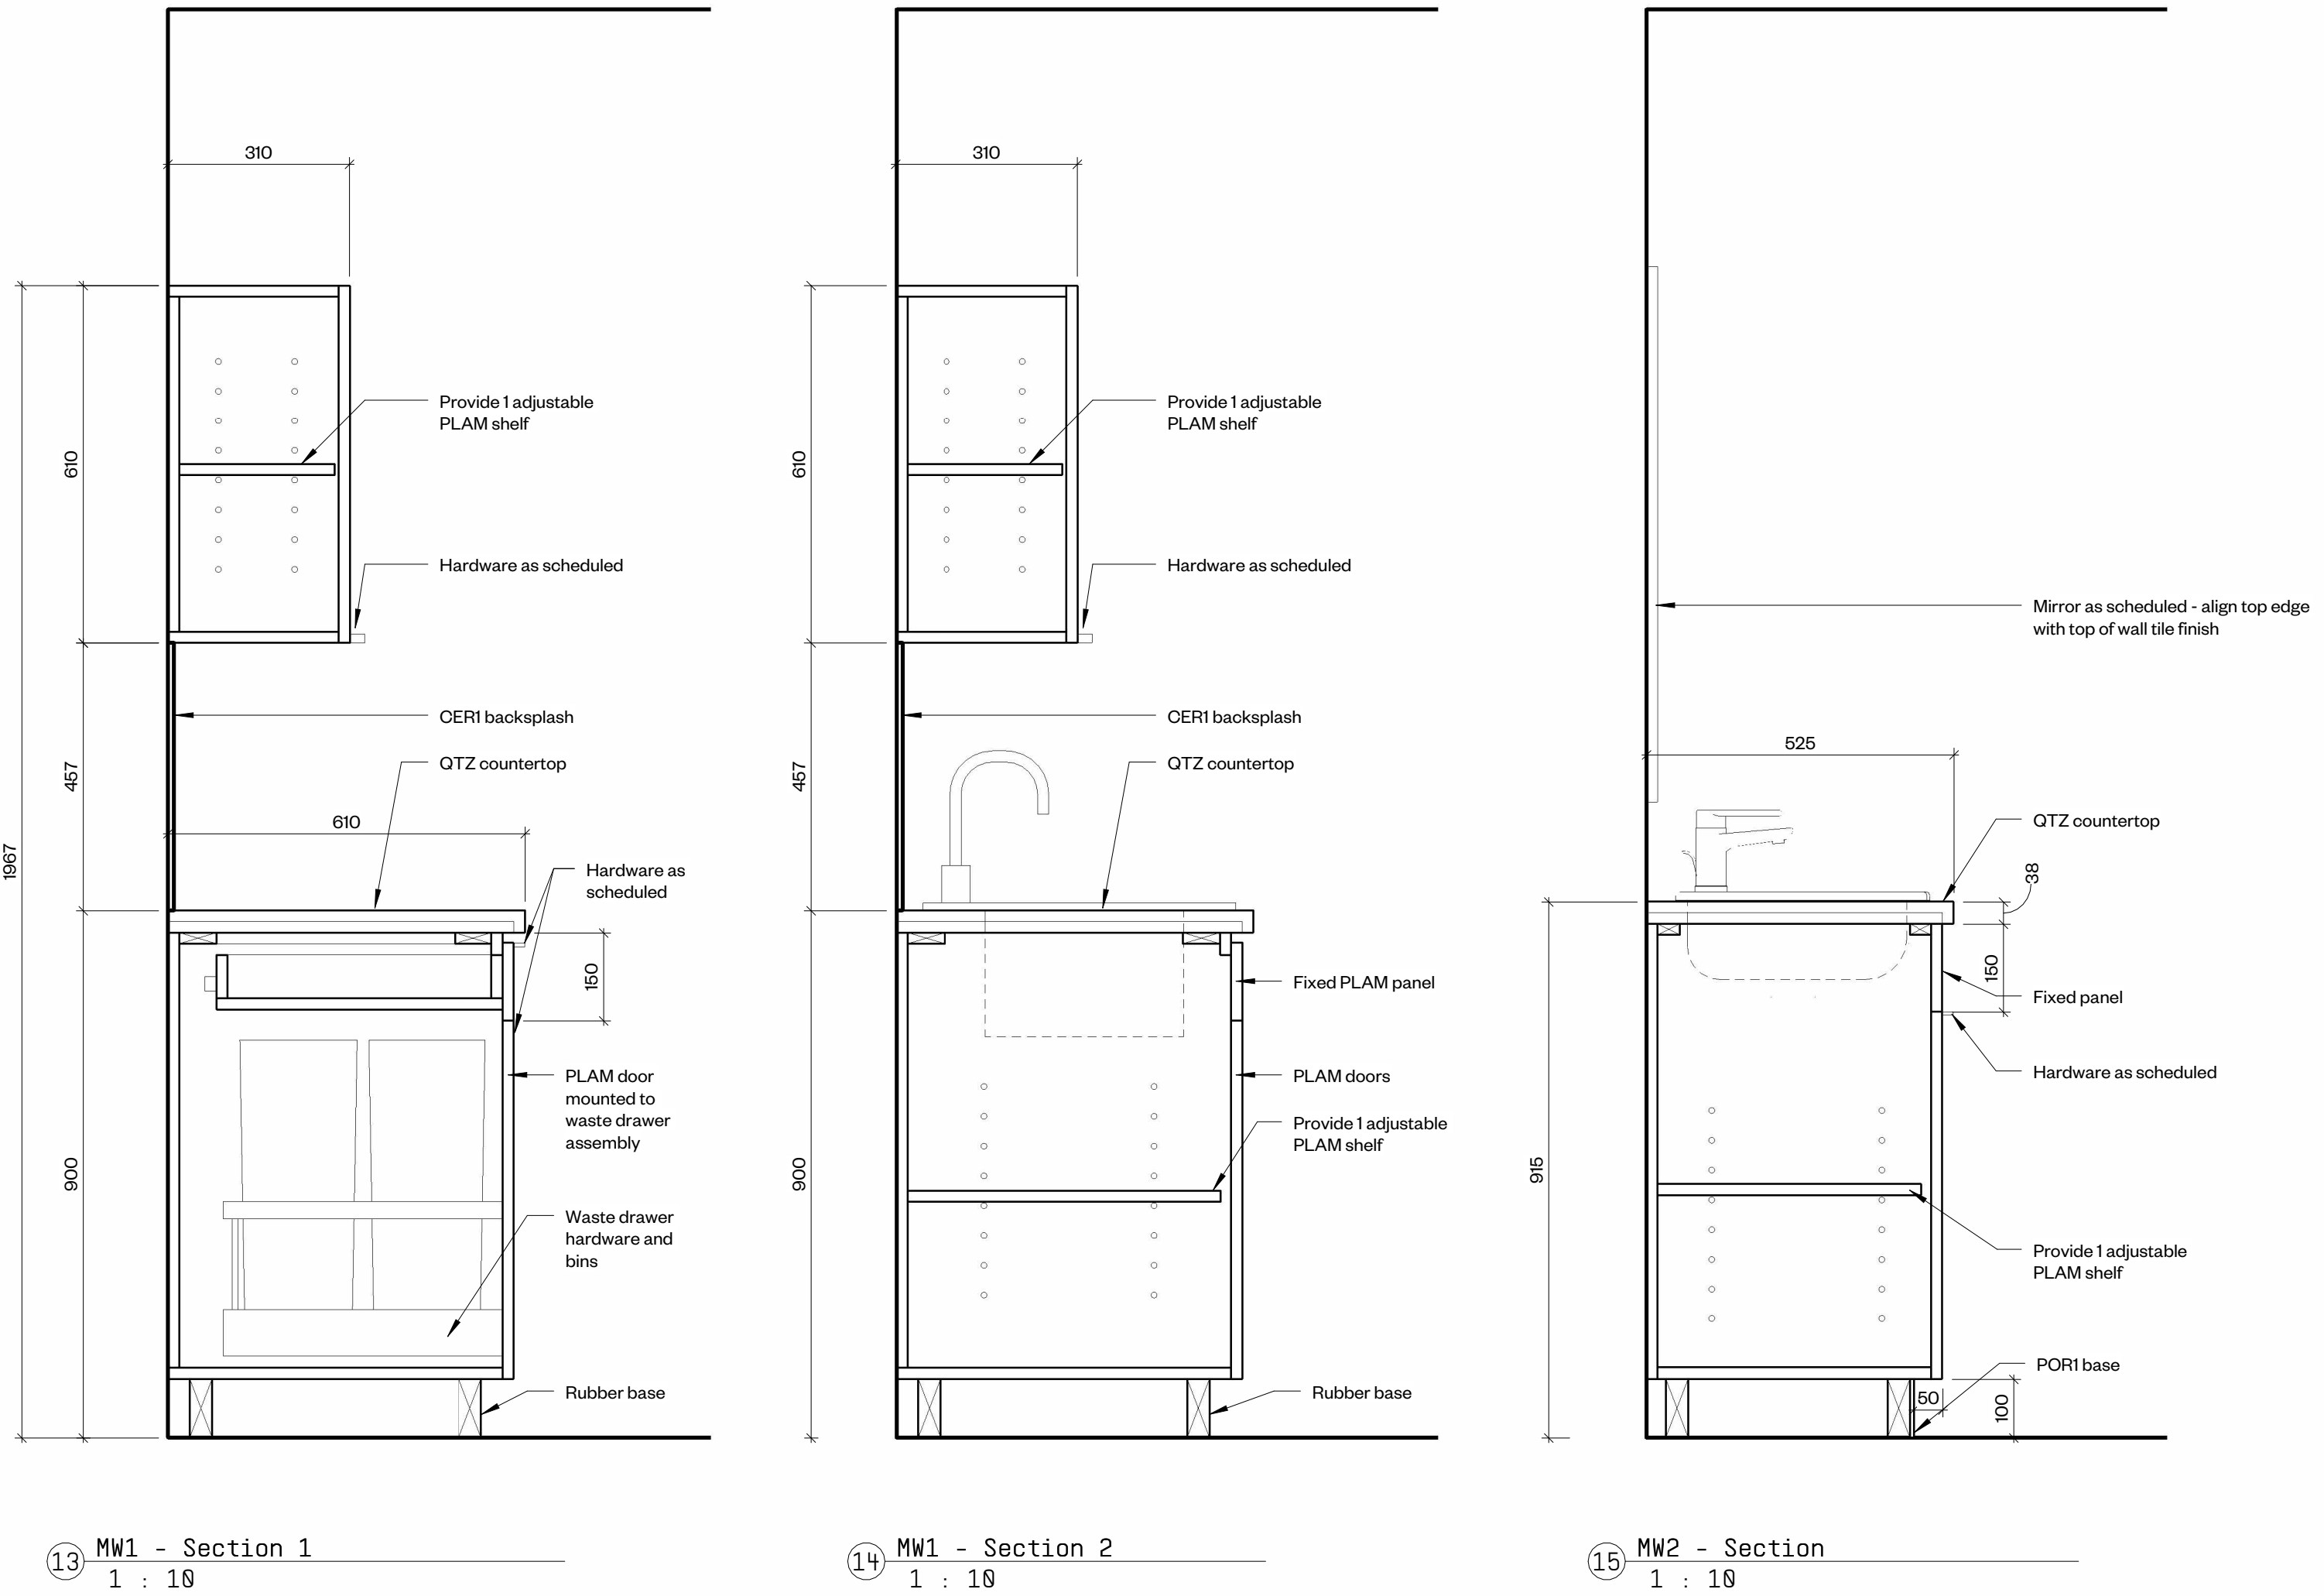 310
1967
610
457
900
Provide 1 adjustable
PLAM shelf
Hardware as scheduled
CER1 backsplash
QTZ countertop
610
Hardware as
scheduled
150
PLAM door
mounted to
waste drawer
assembly
Waste drawer
hardware and
bins
Rubber base
13 MW1 - Section 1
1 : 10
310
610
457
900
Provide 1 adjustable
PLAM shelf
Hardware as scheduled
CER1 backsplash
QTZ countertop
Fixed PLAM panel
PLAM doors
Provide 1 adjustable
PLAM shelf
Rubber base
14 MW1 - Section 2
1 : 10
Mirror as scheduled - align top edge
with top of wall tile finish
525
QTZ countertop
38
150
915
Fixed panel
Hardware as scheduled
Provide 1 adjustable
PLAM shelf
POR1 base
50
100
15 MW2 - Section
1 : 10